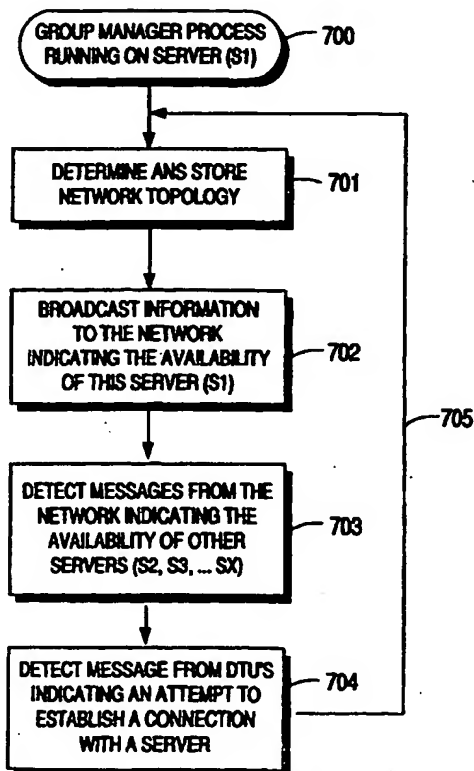 GROUP MANAGER PROCESS
RUNNING ON SERVER (S1)
700
DETERMINE ANS STORE
NETWORK TOPOLOGY
701
BROADCAST INFORMATION
TO THE NETWORK
INDICATING THE AVAILABILITY
OF THIS SERVER (S1)
702
705
DETECT MESSAGES FROM THE
NETWORK INDICATING THE
AVAILABILITY OF OTHER
SERVERS (S2, S3, ... SX)
703
DETECT MESSAGE FROM DTU'S
INDICATING AN ATTEMPT TO
ESTABLISH A CONNECTION
WITH A SERVER
704